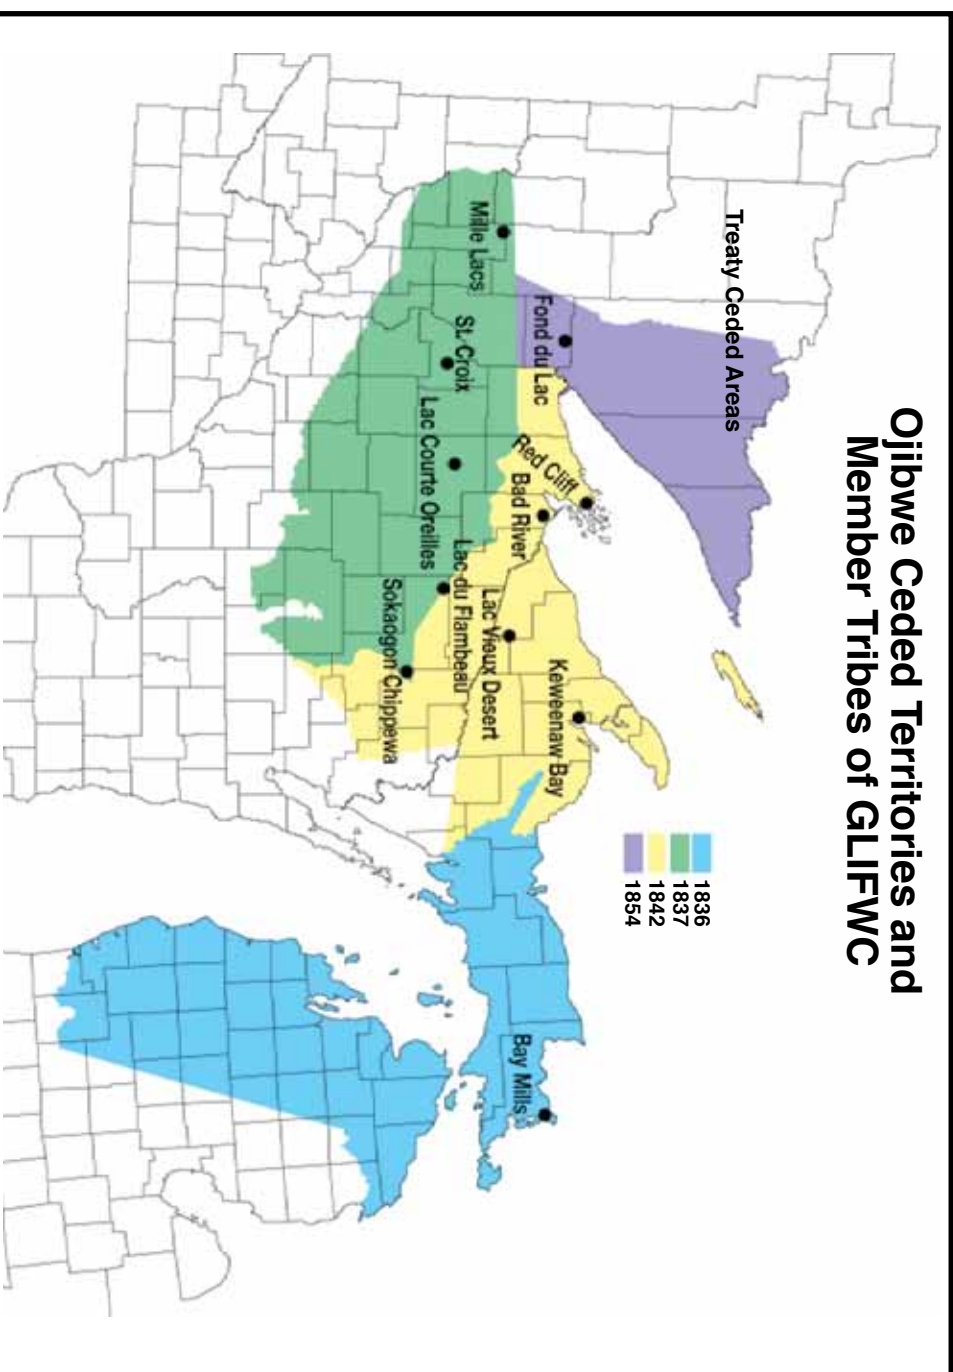 Ojibwe Ceded Territories and
Member Tribes of GLIFWC
Treaty Ceded Areas
1836
1837
1842
1854
Mille Lacs
Fond du Lac
St. Croix
Red Cliff
Bad River
Lac Courte Oreilles
Lac du Flambeau
Lac Vieux Desert
Keweenaw Bay
Sokaogon Chippewa
Bay Mills